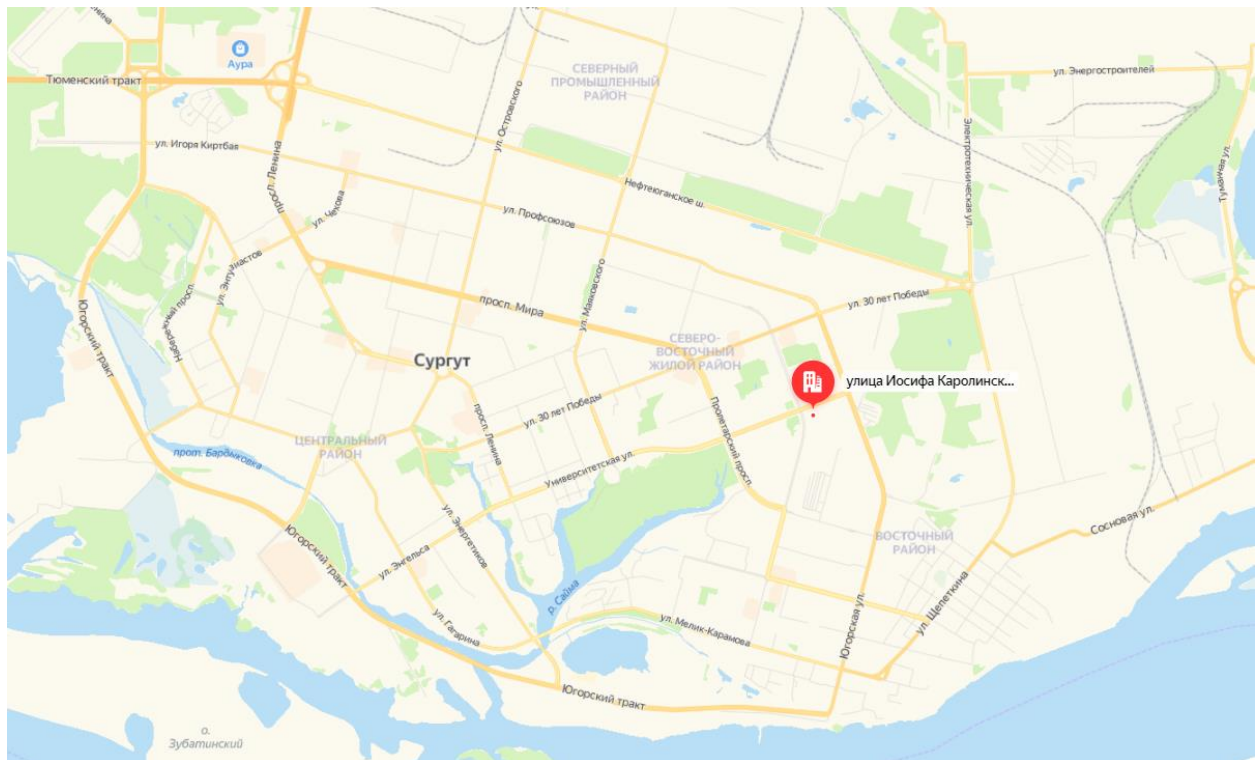 Аура
Тюменский тракт
СЕВЕРНЫЙ
ПРОМЫШЛЕННЫЙ
РАЙОН
ул. Энергостроителей
ул. Островского
ул. Игоря Киртбая
просп. Ленина
ул. Чехова
Нефтеюганское ш.
Электротехническая ул.
Туманная ул.
ул. Профсоюзов
ул. Энтузиастов
Югорский тракт
просп. Мира
ул. Маяковского
ул. 30 лет Победы
СЕВЕРО-
ВОСТОЧНЫЙ
ЖИЛОЙ РАЙОН
Сургут
улица Иосифа Каролинск...
просп. Ленина
ул. 30 лет Победы
Пролетарский просп.
ЦЕНТРАЛЬНЫЙ
РАЙОН
прот. Бардыковка
Университетская ул.
ул. Энергетиков
Югорский тракт
ул. Энгельса
Сосновая ул.
ВОСТОЧНЫЙ
РАЙОН
р. Сайма
ул. Гагарина
ул. Мелик-Карамова
Югорская ул.
ул. Щепеткина
Югорский тракт
о.
Зубатинский